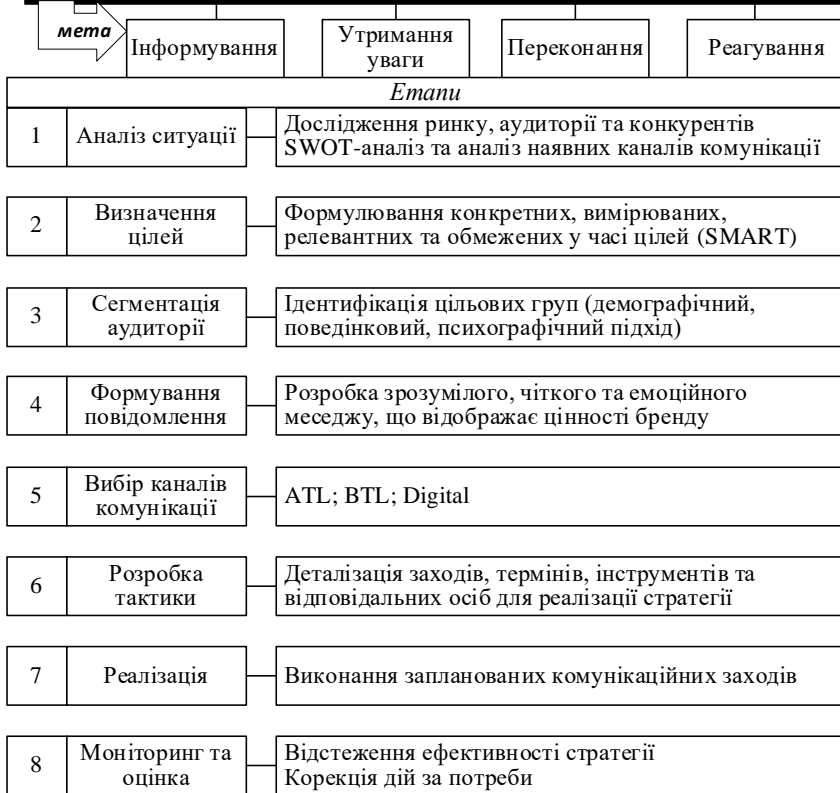 мета
Інформування
Утримання
уваги
Переконання
Реагування
Етапи
1
Аналіз ситуації
Дослідження ринку, аудиторії та конкурентів
SWOT-аналіз та аналіз наявних каналів комунікації
2
Визначення
цілей
Формулювання конкретних, вимірюваних,
релевантних та обмежених у часі цілей (SMART)
3
Сегментація
аудиторії
Ідентифікація цільових груп (демографічний,
поведінковий, психографічний підхід)
4
Формування
повідомлення
Розробка зрозумілого, чіткого та емоційного
меседжу, що відображає цінності бренду
5
Вибір каналів
комунікації
ATL; BTL; Digital
6
Розробка
тактики
Деталізація заходів, термінів, інструментів та
відповідальних осіб для реалізації стратегії
7
Реалізація
Виконання запланованих комунікаційних заходів
8
Моніторинг та
оцінка
Відстеження ефективності стратегії
Корекція дій за потреби